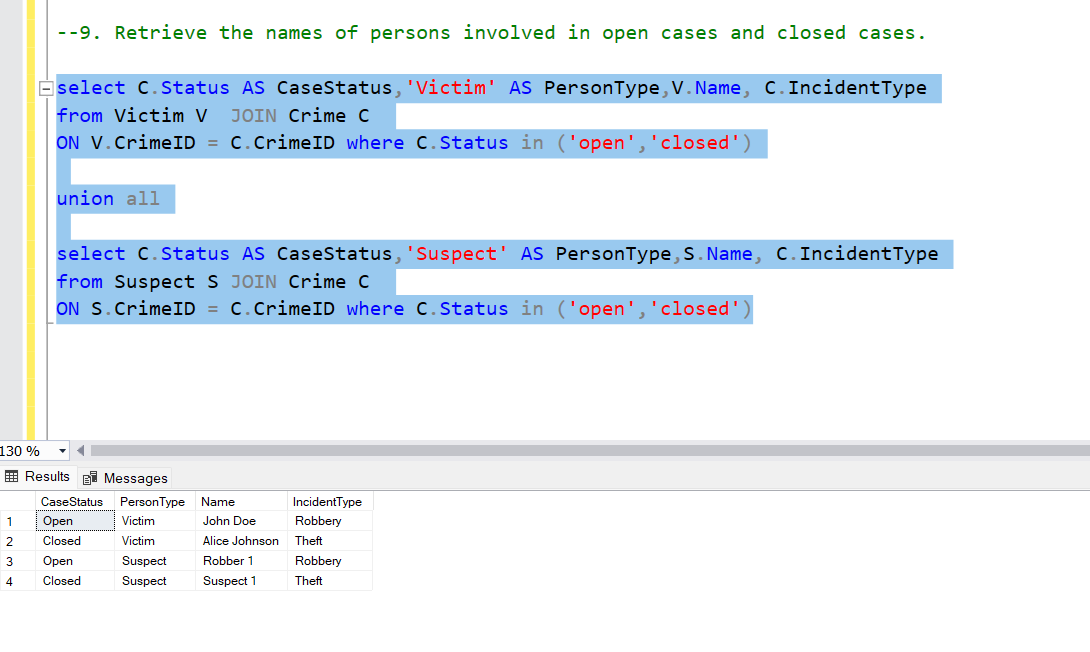 --9. Retrieve the names of persons involved in open cases and closed cases.
select C.Status AS CaseStatus,'Victim' AS PersonType,V.Name, C.IncidentType
from Victim V  JOIN Crime C
ON V.CrimeID = C.CrimeID where C.Status in ('open','closed')
union all
select C.Status AS CaseStatus,'Suspect' AS PersonType,S.Name, C.IncidentType
from Suspect S JOIN Crime C
ON S.CrimeID = C.CrimeID where C.Status in ('open','closed')
130 %
Results Messages
CaseStatus PersonType Name IncidentType
1 Open Victim John Doe Robbery
2 Closed Victim Alice Johnson Theft
3 Open Suspect Robber 1 Robbery
4 Closed Suspect Suspect 1 Theft